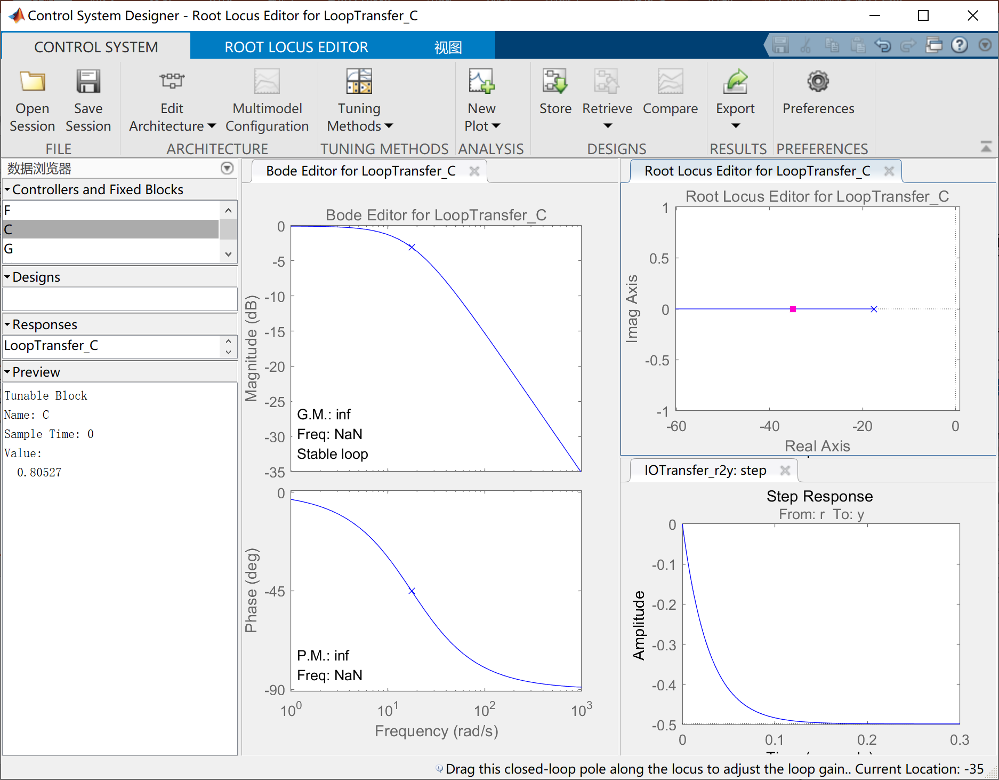 Control System Designer - Root Locus Editor for LoopTransfer_C
CONTROL SYSTEM
ROOT LOCUS EDITOR
视图
Open Session
Save Session
Edit Architecture
Multimodel Configuration
Tuning Methods
New Plot
Store
Retrieve
Compare
Export
Preferences
FILE
ARCHITECTURE
TUNING METHODS
ANALYSIS
DESIGNS
RESULTS
PREFERENCES
数据浏览器
Controllers and Fixed Blocks
F
C
G
Designs
Responses
LoopTransfer_C
Preview
Tunable Block
Name: C
Sample Time: 0
Value:
0.80527
Bode Editor for LoopTransfer_C
Bode Editor for LoopTransfer_C
Magnitude (dB)
0
-5
-10
-15
-20
-25
-30
-35
G.M.: inf
Freq: NaN
Stable loop
Phase (deg)
0
-45
-90
P.M.: inf
Freq: NaN
10^0
10^1
10^2
10^3
Frequency (rad/s)
Root Locus Editor for LoopTransfer_C
Root Locus Editor for LoopTransfer_C
Imag Axis
1
0.5
0
-0.5
-1
-60
-40
-20
0
Real Axis
IOTransfer_r2y: step
Step Response
From: r To: y
Amplitude
0
-0.1
-0.2
-0.3
-0.4
-0.5
0
0.1
0.2
0.3
Drag this closed-loop pole along the locus to adjust the loop gain.. Current Location: -35